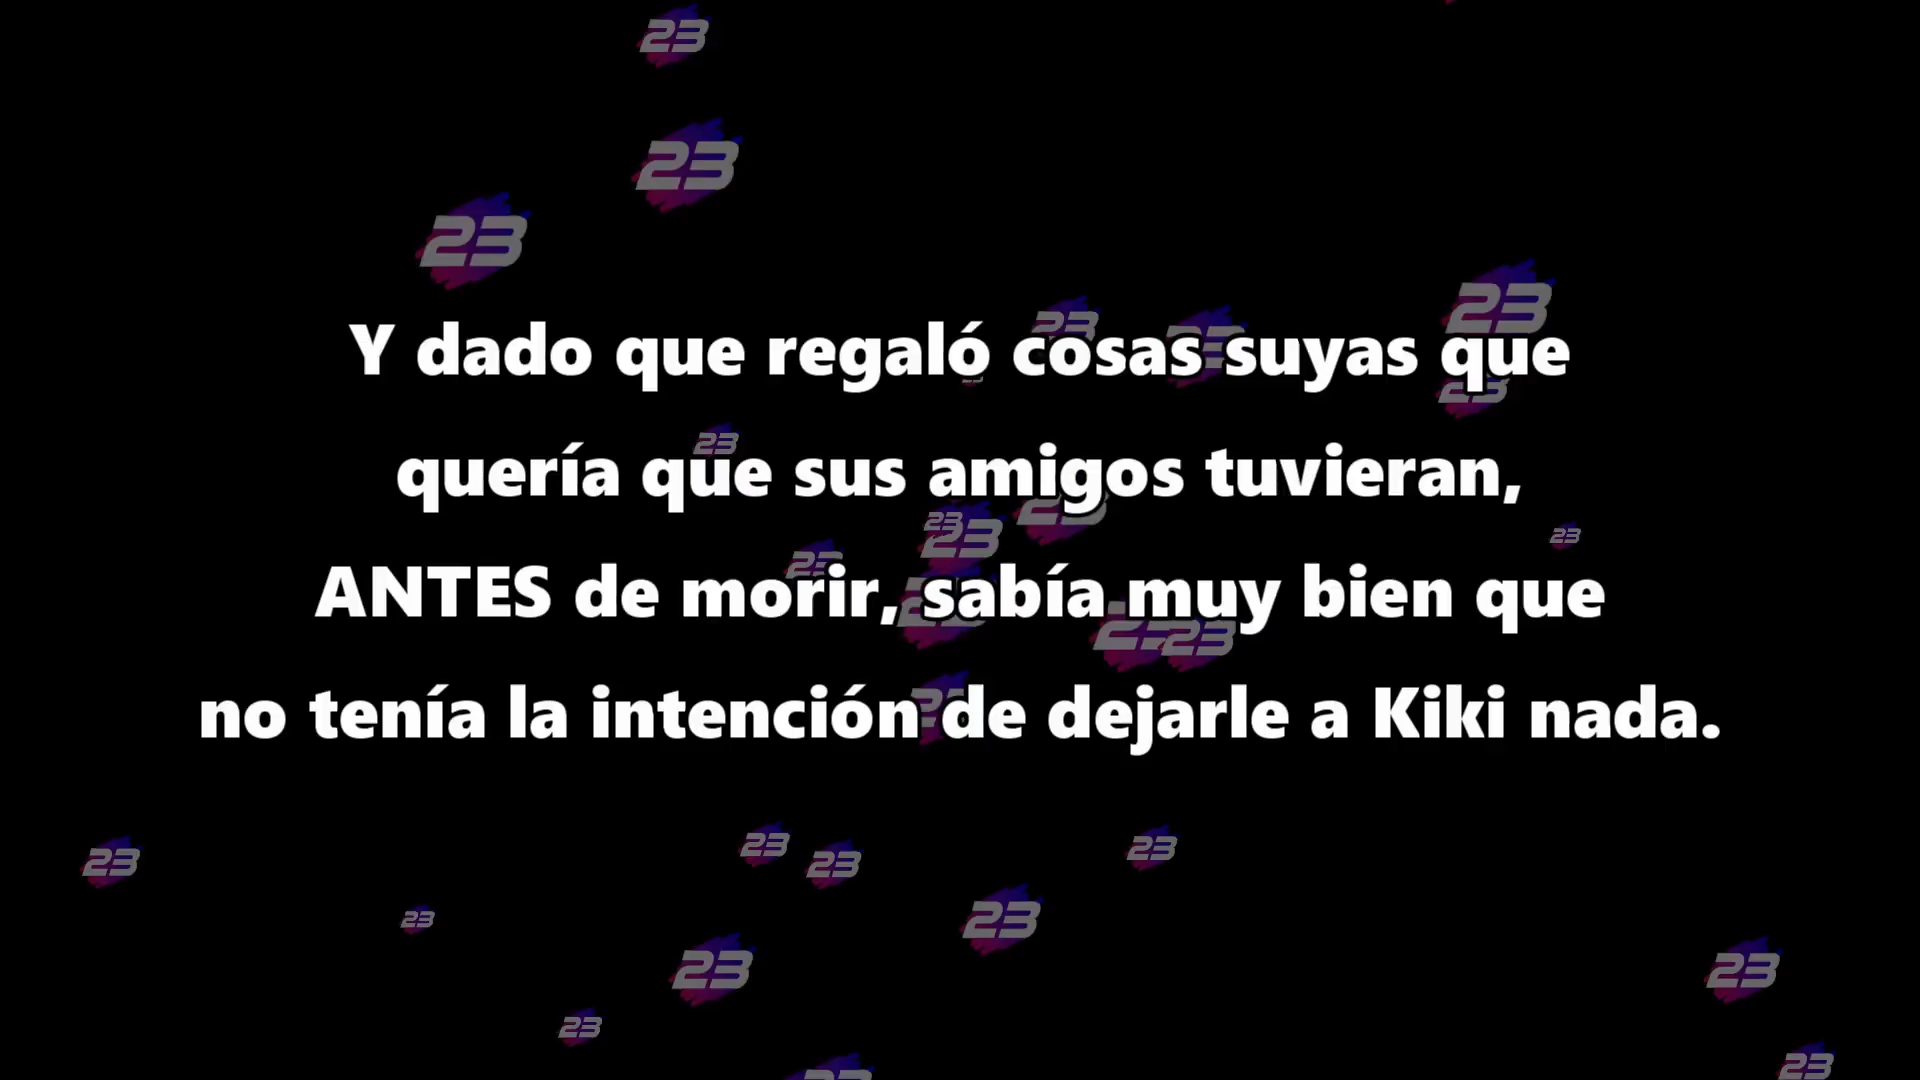 Y dado que regaló cosas suyas que
quería que sus amigos tuvieran,
ANTES de morir, sabía muy bien que
no tenía la intención de dejarle a Kiki nada.